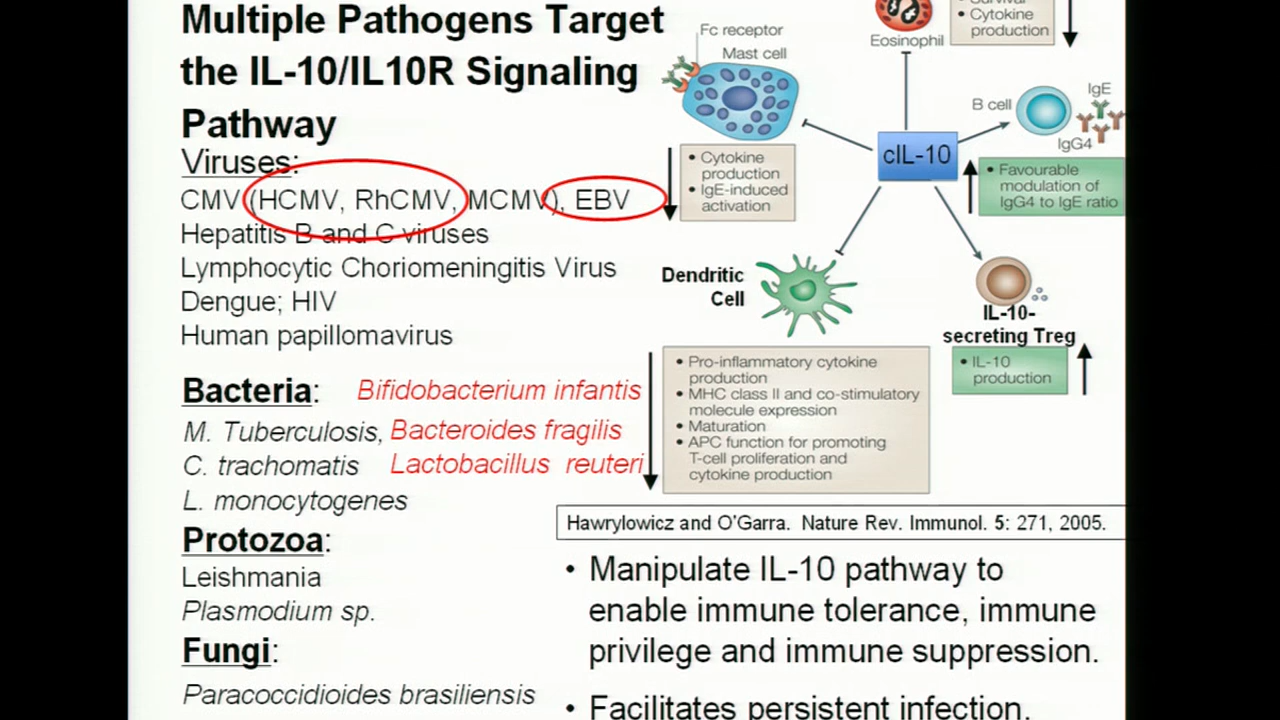 Multiple Pathogens Target
the IL-10/IL10R Signaling
Pathway
Viruses:
CMV (HCMV, RhCMV, MCMV), EBV
Hepatitis B and C viruses
Lymphocytic Choriomeningitis Virus
Dengue; HIV
Human papillomavirus
Bacteria: Bifidobacterium infantis
M. Tuberculosis, Bacteroides fragilis
C. trachomatis Lactobacillus reuteri
L. monocytogenes
Protozoa:
Leishmania
Plasmodium sp.
Fungi:
Paracoccidioides brasiliensis
Fc receptor
Mast cell
• Cytokine
production
• IgE-induced
activation
Eosinophil
• Cytokine
production
B cell
IgE
IgG4
cIL-10
• Favourable
modulation of
IgG4 to IgE ratio
Dendritic
Cell
• Pro-inflammatory cytokine
production
• MHC class II and co-stimulatory
molecule expression
• Maturation
• APC function for promoting
T-cell proliferation and
cytokine production
IL-10-
secreting Treg
• IL-10
production
Hawrylowicz and O'Garra. Nature Rev. Immunol. 5: 271, 2005.
• Manipulate IL-10 pathway to
enable immune tolerance, immune
privilege and immune suppression.
• Facilitates persistent infection.